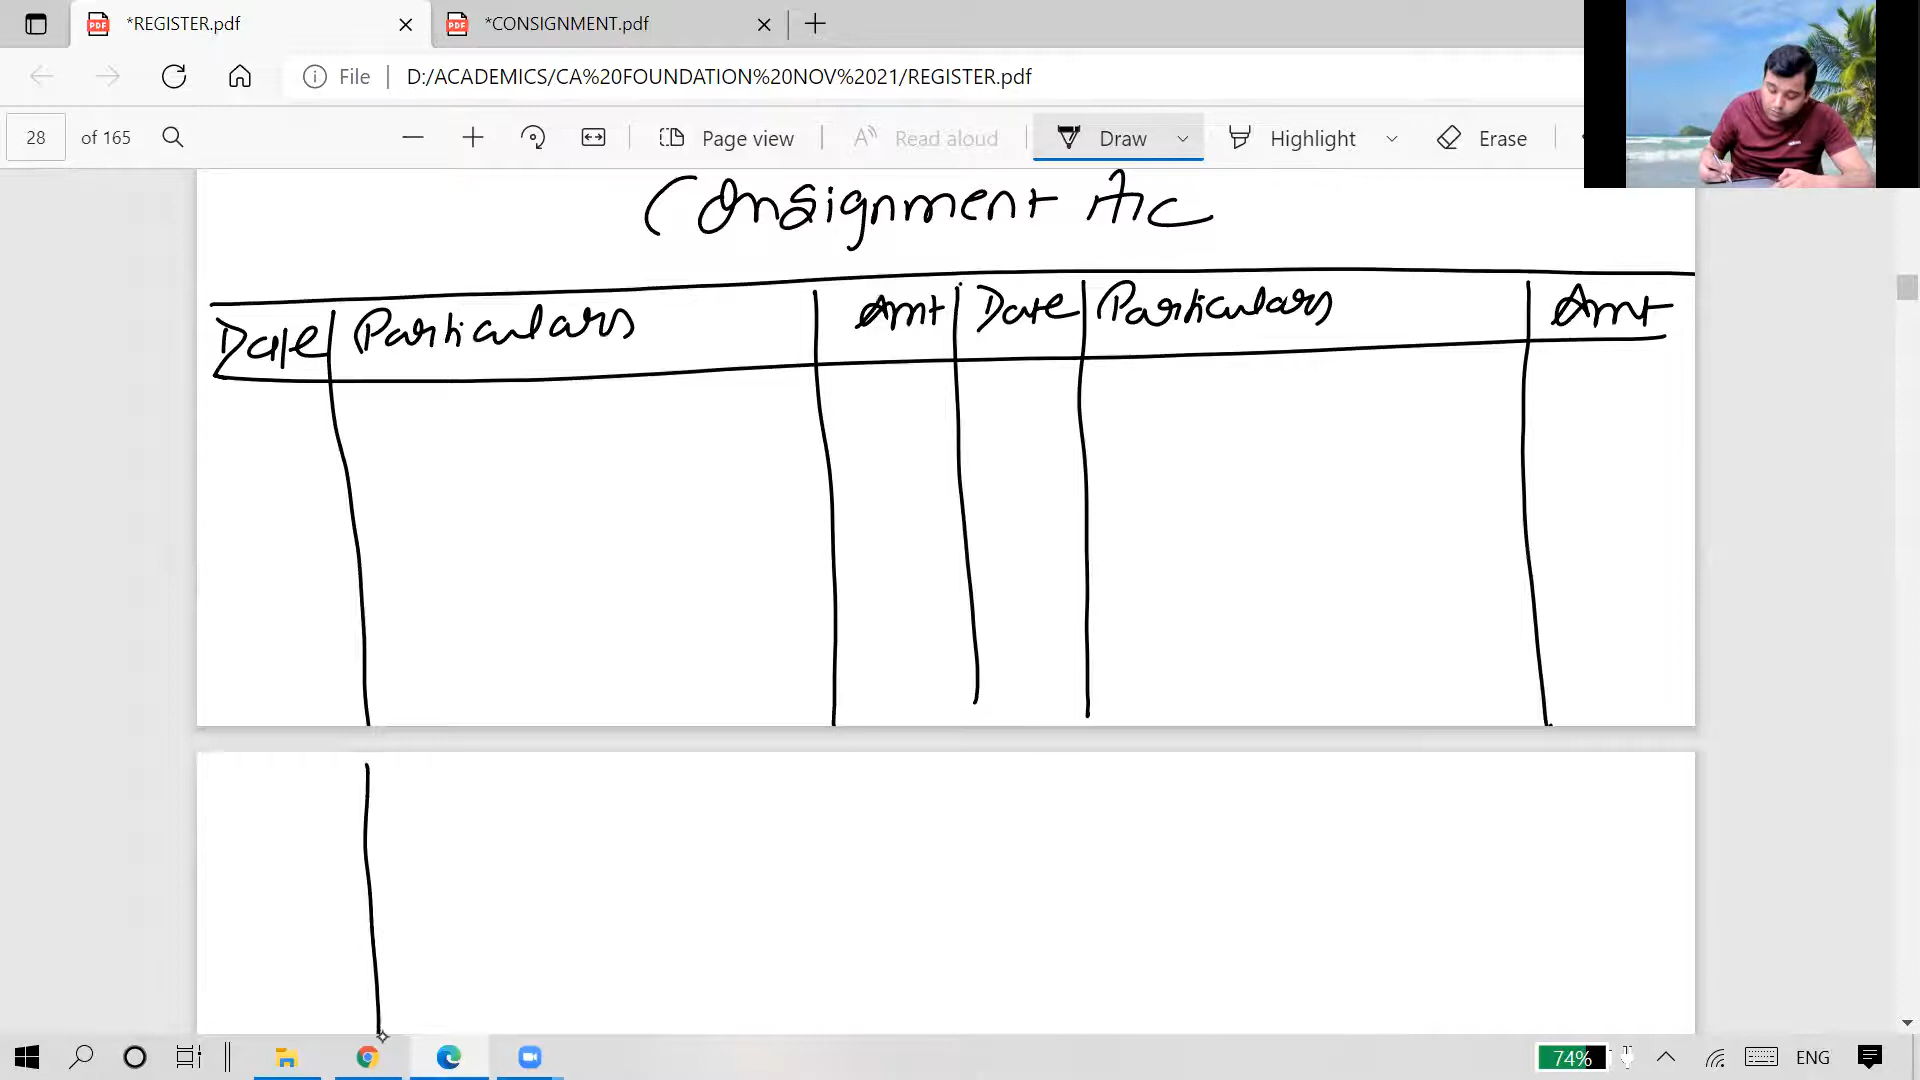 *REGISTER.pdf
*CONSIGNMENT.pdf
File
D:/ACADEMICS/CA%20FOUNDATION%20NOV%2021/REGISTER.pdf
28 of 165
Page view
Read aloud
Draw
Highlight
Erase
Consignment A/c
Date Particulars Amt Date Particulars Amt
74%
ENG